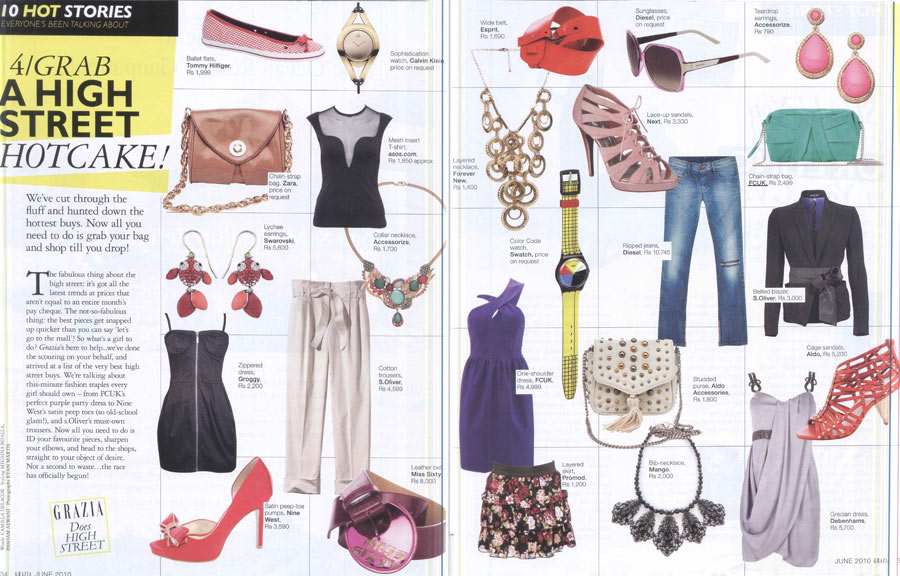 10 HOT STORIES
EVERYONE'S BEEN TALKING ABOUT
4/GRAB
A HIGH
STREET
HOTCAKE!
We've cut through the
fluff and hunted down the
hottest buys. Now all you
need to do is grab your bag
and shop till you drop!
The fabulous thing about the
high street: it's got all the
latest trends at prices that
aren't equal to an entire month's
pay cheque. The not-so-fabulous
thing: the best pieces get snapped
up quicker than you can say 'let's
go to the mall'! So what's a girl to
do? Grazia's here to help...we've done
the scouting on your behalf, and
arrived at a list of the very best high
street buys. We're talking about
this-minute fashion staples every
girl should own – from FCUK's
perfect purple party dress to Nine
West's satin peep toes (so old-school
glam!), and s.Oliver's must-own
trousers. Now all you need to do is
ID your favourite pieces, sharpen
your elbows, and head to the shops,
straight to your object of desire.
Not a second to waste...the race
has officially begun!
GRAZIA
Does
HIGH
STREET
34 GRAZIA JUNE 2010
Ballet flats,
Tommy Hilfiger,
Rs 1,999
Sophistication
watch, Calvin Klein
price on request
Chain-strap
bag, Zara,
price on
request
Mesh insert
T-shirt,
asos.com,
Rs 1,850 approx
Lychee
earrings,
Swarovski,
Rs 5,600
Collar necklace,
Accessorize,
Rs 1,700
Zippered
dress,
Groggy,
Rs 2,200
Cotton
trousers,
S.Oliver,
Rs 4,599
Satin peep-toe
pumps, Nine
West,
Rs 3,890
Leather bel
Miss Sixty
Rs 8,000
Wide belt,
Esprit,
Rs 1,690
Sunglasses,
Diesel, price
on request
Teardrop
earrings,
Accessorize,
Rs 790
Layered
necklace,
Forever
New,
Rs 1,400
Lace-up sandals,
Next, Rs 3,330
Chain-strap bag,
FCUK, Rs 2,499
Color Code
watch,
Swatch, price
on request
Ripped jeans,
Diesel, Rs 10,745
Belted blazer,
S.Oliver, Rs 3,000
One-shoulder
dress, FCUK,
Rs 4,999
Studded
purse, Aldo
Accessories,
Rs 1,800
Cage sandals,
Aldo, Rs 5,200
Layered
skirt,
Promod,
Rs 1,200
Bib-necklace,
Mango,
Rs 2,000
Grecian dress,
Debenhams,
Rs 5,700
JUNE 2010 GRAZIA